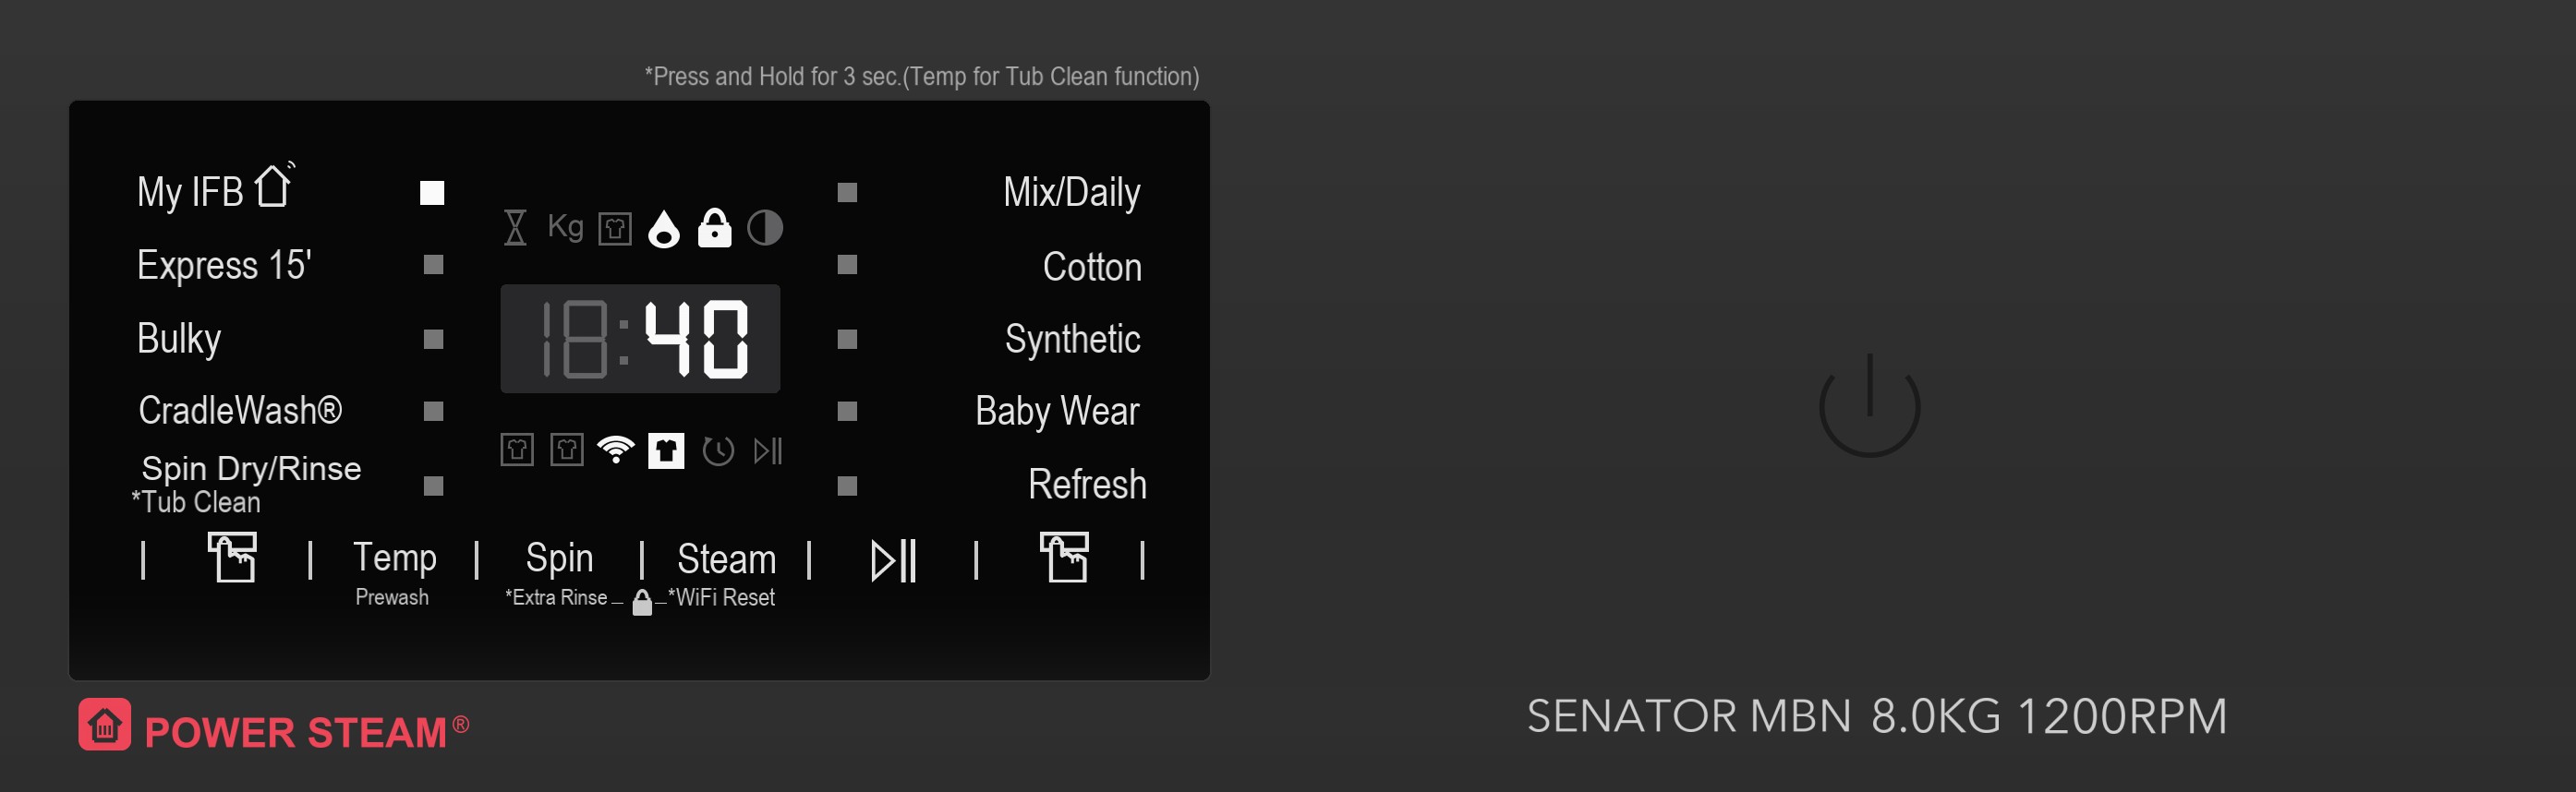 *Press and Hold for 3 sec.(Temp for Tub Clean function)
My IFB
Mix/Daily
Kg
Express 15'
Cotton
18:40
Bulky
Synthetic
CradleWash®
Baby Wear
Spin Dry/Rinse
*Tub Clean
Refresh
Temp
Spin
Steam
Prewash
*Extra Rinse
*WiFi Reset
POWER STEAM®
SENATOR MBN 8.0KG 1200RPM